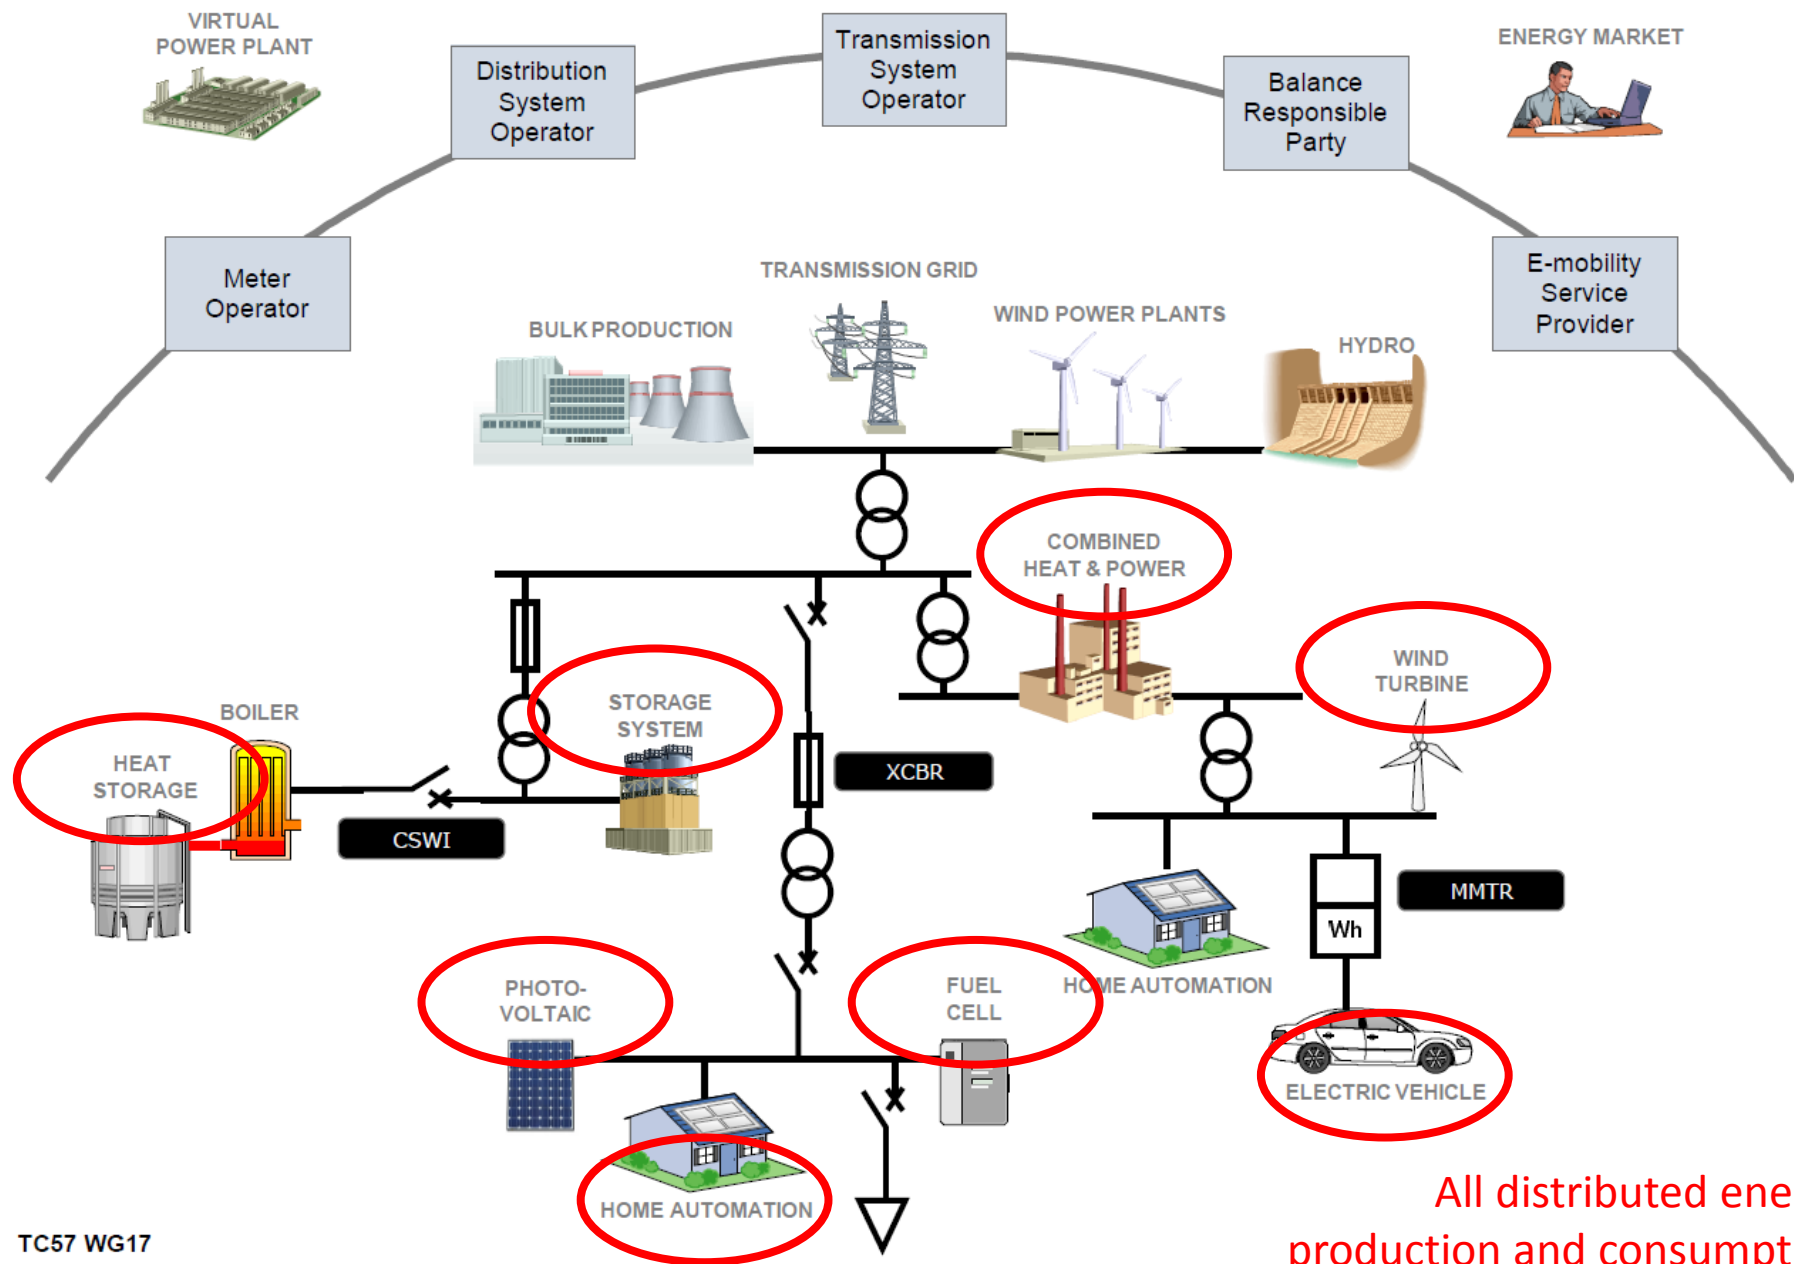 VIRTUAL
POWER PLANT
Distribution
System
Operator
Transmission
System
Operator
Balance
Responsible
Party
ENERGY MARKET
Meter
Operator
E-mobility
Service
Provider
TRANSMISSION GRID
BULK PRODUCTION
WIND POWER PLANTS
HYDRO
COMBINED
HEAT & POWER
WIND
TURBINE
STORAGE
SYSTEM
BOILER
HEAT
STORAGE
XCBR
CSWI
MMTR
Wh
PHOTO-
VOLTAIC
FUEL
CELL
HOME AUTOMATION
ELECTRIC VEHICLE
HOME AUTOMATION
All distributed ene
production and consumpt
TC57 WG17